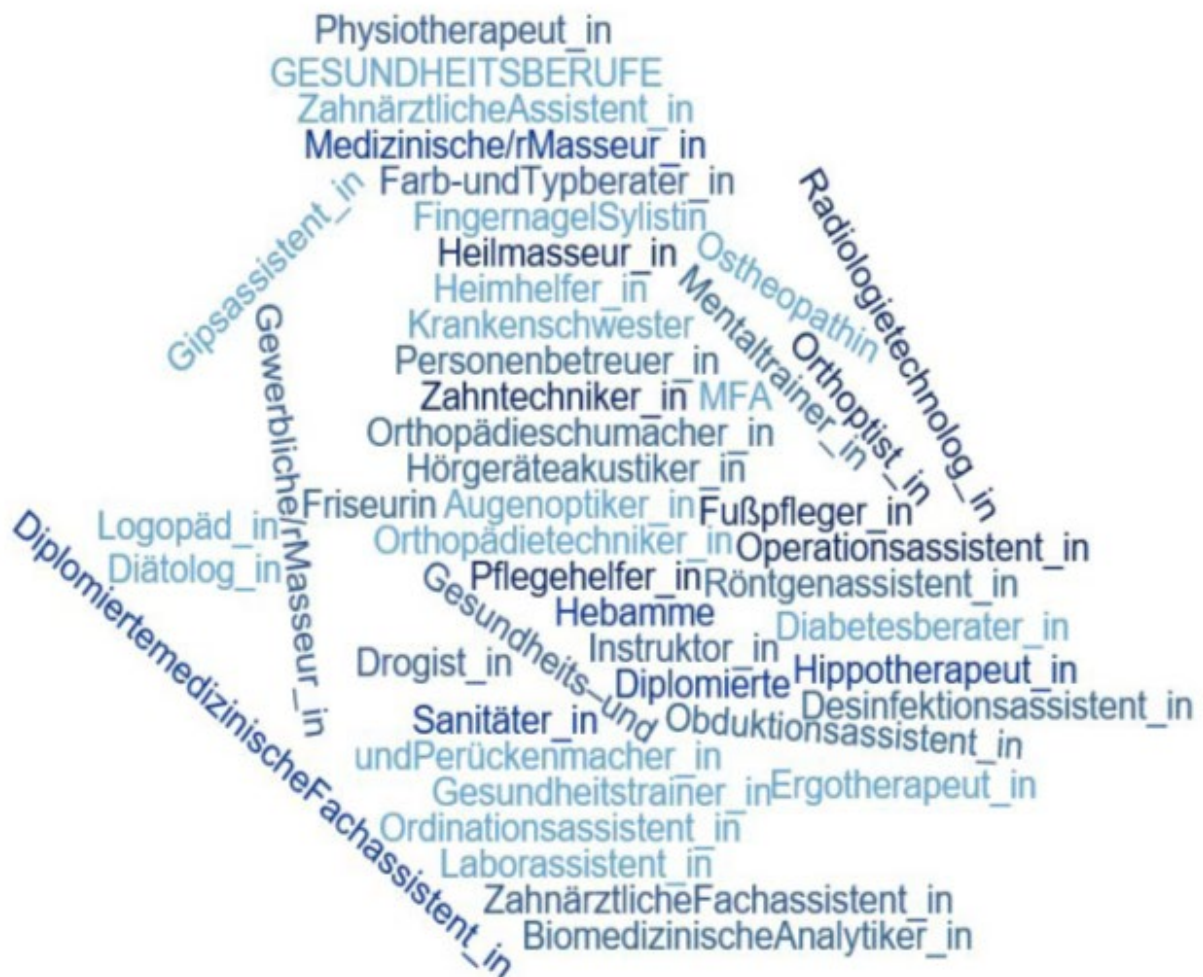 Physiotherapeut_in
GESUNDHEITSBERUFE
ZahnärztlicheAssistent_in
Medizinische/rMasseur_in
Farb-undTypberater_in
Gipsassistent_in
Radiologietechnolog_in
FingernagelSylistin
Ostheopathin
Heilmasseur_in
Mentaltrainer_in
Heimhelfer_in
Gewerbliche/rMasseur_in
Krankenschwester
Orthoptist_in
Personenbetreuer_in
Zahntechniker_in
MFA
Orthopädieschumacher_in
Hörgeräteakustiker_in
Friseurin
Augenoptiker_in
Fußpfleger_in
Logopäd_in
DiplomiertemedizinischeFachassistent_in
Orthopädietechniker_in
Operationsassistent_in
Diätolog_in
Gesundheits-und
Pflegehelfer_in
Röntgenassistent_in
Hebamme
Diabetesberater_in
Instruktor_in
Drogist_in
Diplomierte
Hippotherapeut_in
Desinfektionsassistent_in
Sanitäter_in
Obduktionsassistent_in
undPerückenmacher_in
Gesundheitstrainer_in
Ergotherapeut_in
Ordinationsassistent_in
Laborassistent_in
ZahnärztlicheFachassistent_in
BiomedizinischeAnalytiker_in